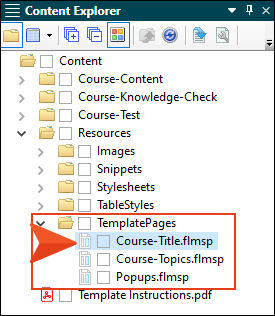 Content Explorer
Content
Course-Content
Course-Knowledge-Check
Course-Test
Resources
Images
Snippets
Stylesheets
TableStyles
TemplatePages
Course-Title.flmsp
Course-Topics.flmsp
Popups.flmsp
Template Instructions.pdf